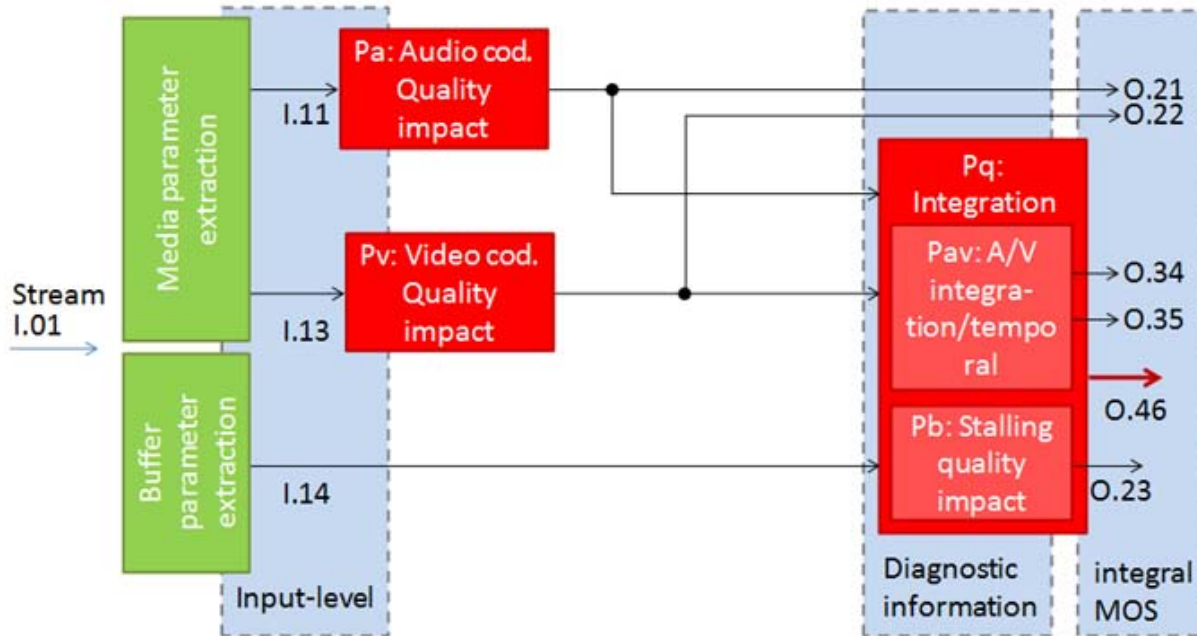 Media parameter
extraction
Pa: Audio cod.
Quality
impact
I.11
O.21
O.22
Pq:
Integration
Pv: Video cod.
Quality
impact
I.13
Pav: A/V
integra-
tion/tempo
ral
O.34
O.35
Stream
I.01
O.46
Buffer
parameter
extraction
I.14
Pb: Stalling
quality
impact
O.23
Input-level
Diagnostic
information
integral
MOS